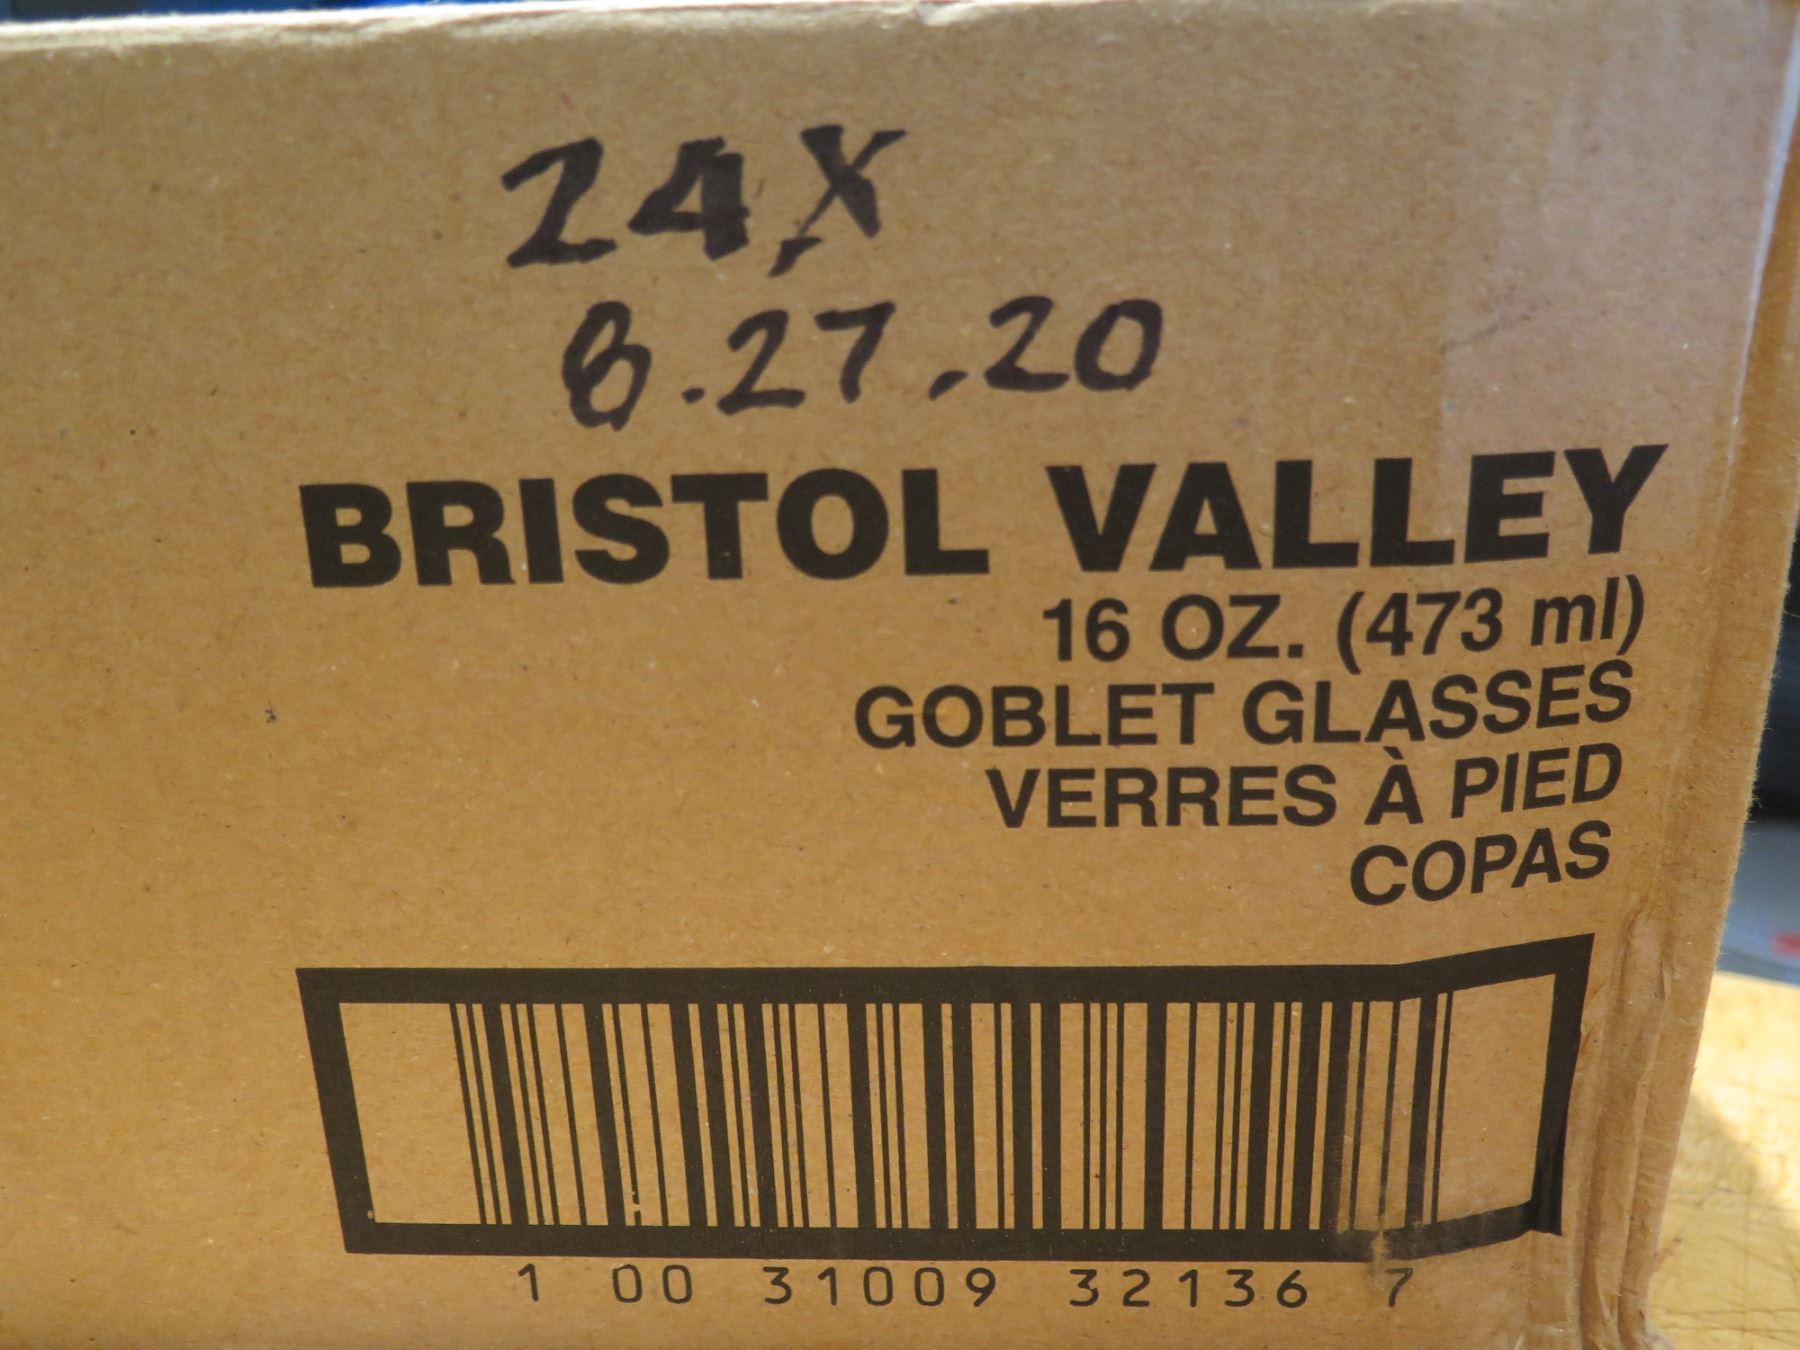 24X
8.27.20
BRISTOL VALLEY
16 OZ. (473 ml)
GOBLET GLASSES
VERRES À PIED
COPAS
1 00 31009 32136 7